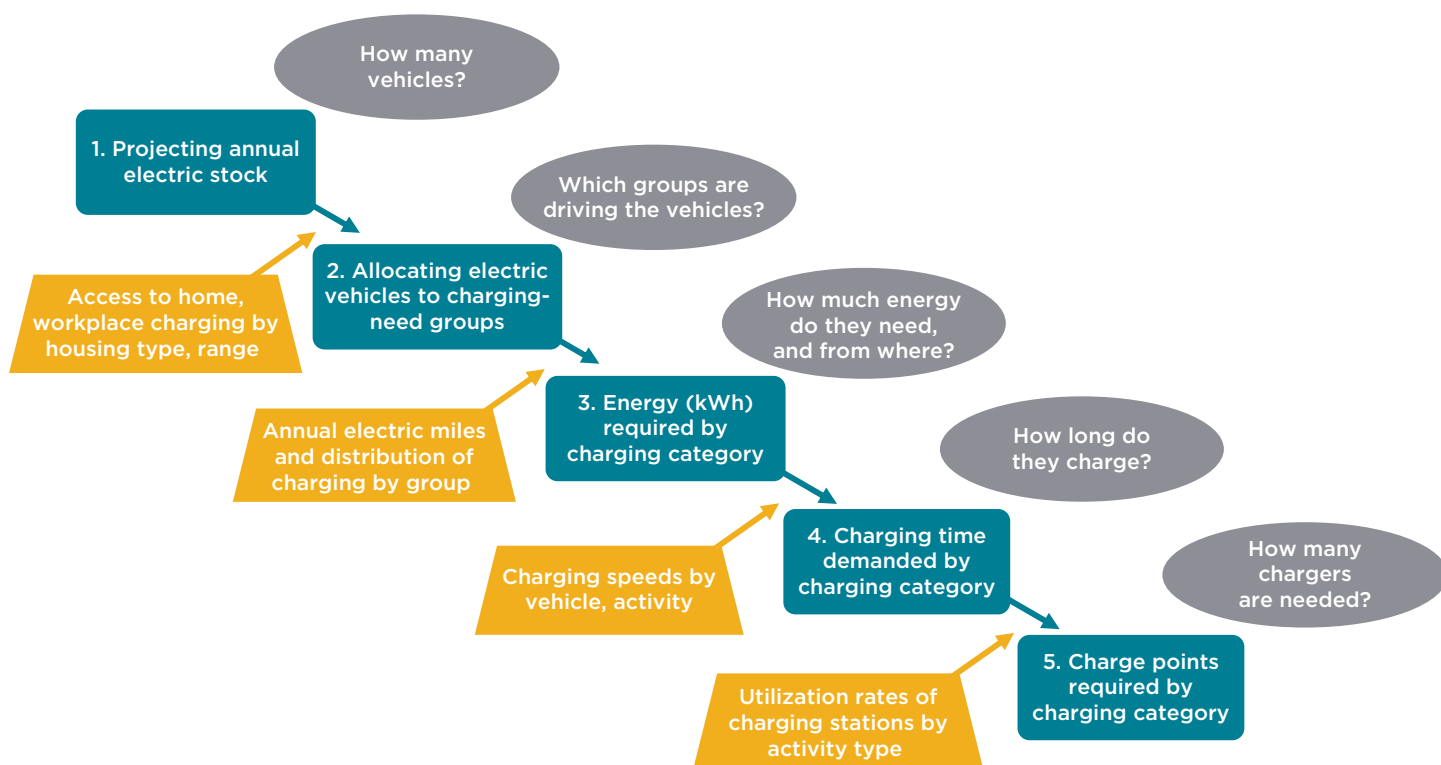 How many
vehicles?
1. Projecting annual
electric stock
Which groups are
driving the vehicles?
Access to home,
workplace charging by
housing type, range
2. Allocating electric
vehicles to charging-
need groups
How much energy
do they need,
and from where?
Annual electric miles
and distribution of
charging by group
3. Energy (kWh)
required by
charging category
How long do
they charge?
Charging speeds by
vehicle, activity
4. Charging time
demanded by
charging category
How many
chargers
are needed?
Utilization rates of
charging stations by
activity type
5. Charge points
required by
charging category